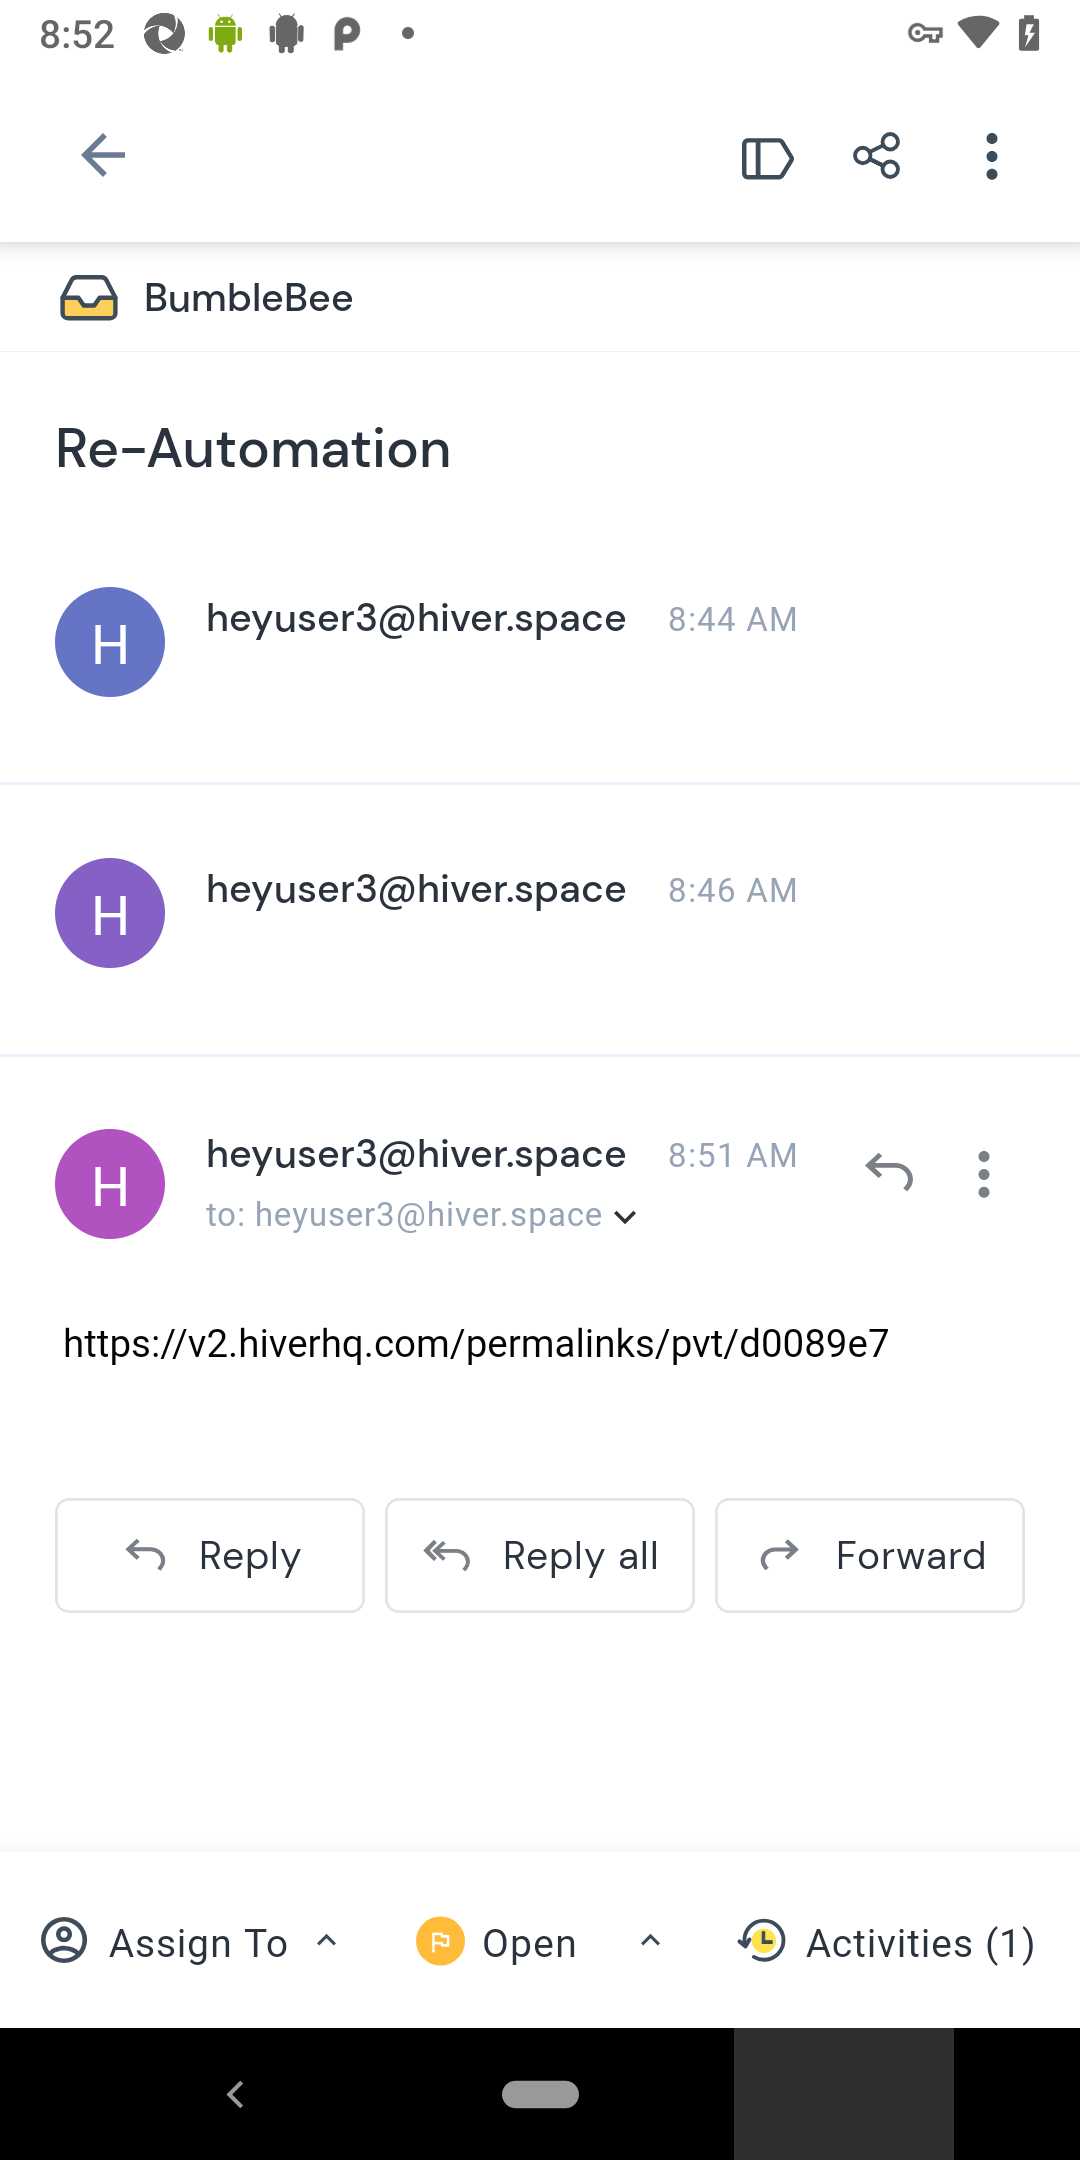 8:52
BumbleBee
Re-Automation
H heyuser3@hiver.space 8:44 AM
H heyuser3@hiver.space 8:46 AM
H heyuser3@hiver.space 8:51 AM
to: heyuser3@hiver.space
https://v2.hiverhq.com/permalinks/pvt/d0089e7
Reply Reply all Forward
Assign To Open Activities (1)